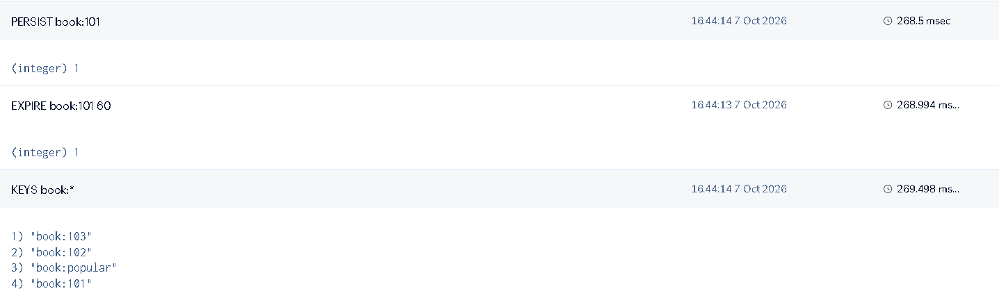 PERSIST book:101 16:44:14 7 Oct 2026 268.5 msec
(integer) 1
EXPIRE book:101 60 16:44:13 7 Oct 2026 268.994 ms...
(integer) 1
KEYS book:* 16:44:14 7 Oct 2026 269.498 ms...
1) "book:103"
2) "book:102"
3) "book:popular"
4) "book:101"